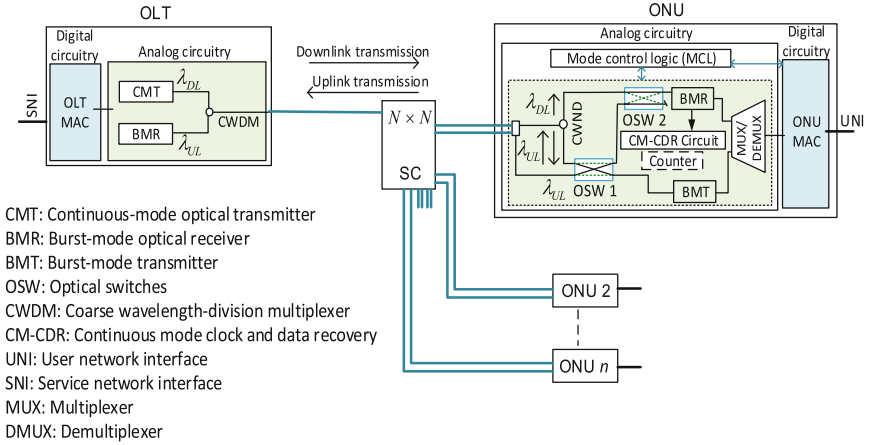 OLT
Digital
circuitry
Analog circuitry
SNI
OLT
MAC
CMT
λDL
BMR
λUL
CWDM
Downlink transmission
Uplink transmission
N × N
SC
ONU
Analog circuitry
Digital
circuitry
Mode control logic (MCL)
λDL
CWND
OSW 2
BMR
CM-CDR Circuit
Counter
λUL
λUL
OSW 1
BMT
MUX/
DEMUX
ONU
MAC
UNI
ONU 2
ONU n
CMT: Continuous-mode optical transmitter
BMR: Burst-mode optical receiver
BMT: Burst-mode transmitter
OSW: Optical switches
CWDM: Coarse wavelength-division multiplexer
CM-CDR: Continuous mode clock and data recovery
UNI: User network interface
SNI: Service network interface
MUX: Multiplexer
DMUX: Demultiplexer